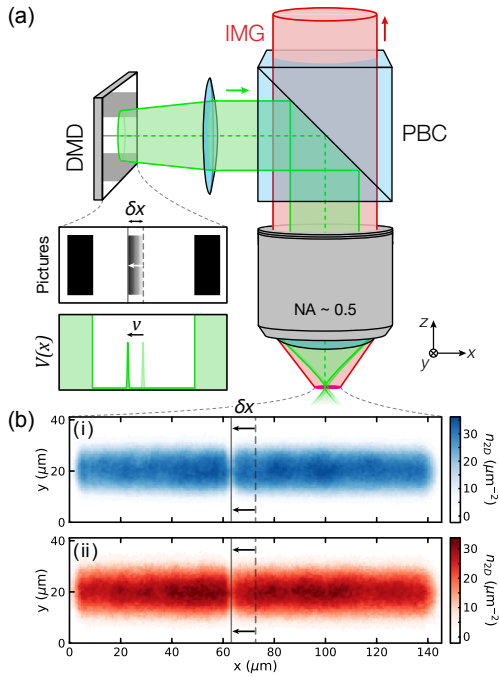 (a)
IMG
DMD
PBC
δx
Pictures
NA ~ 0.5
V(x)
v
z
y
x
δx
(b)
(i)
y (μm)
40
20
0
n2D (μm⁻²)
30
20
10
0
(ii)
y (μm)
40
20
0
n2D (μm⁻²)
30
20
10
0
0 20 40 60 80 100 120 140
x (μm)